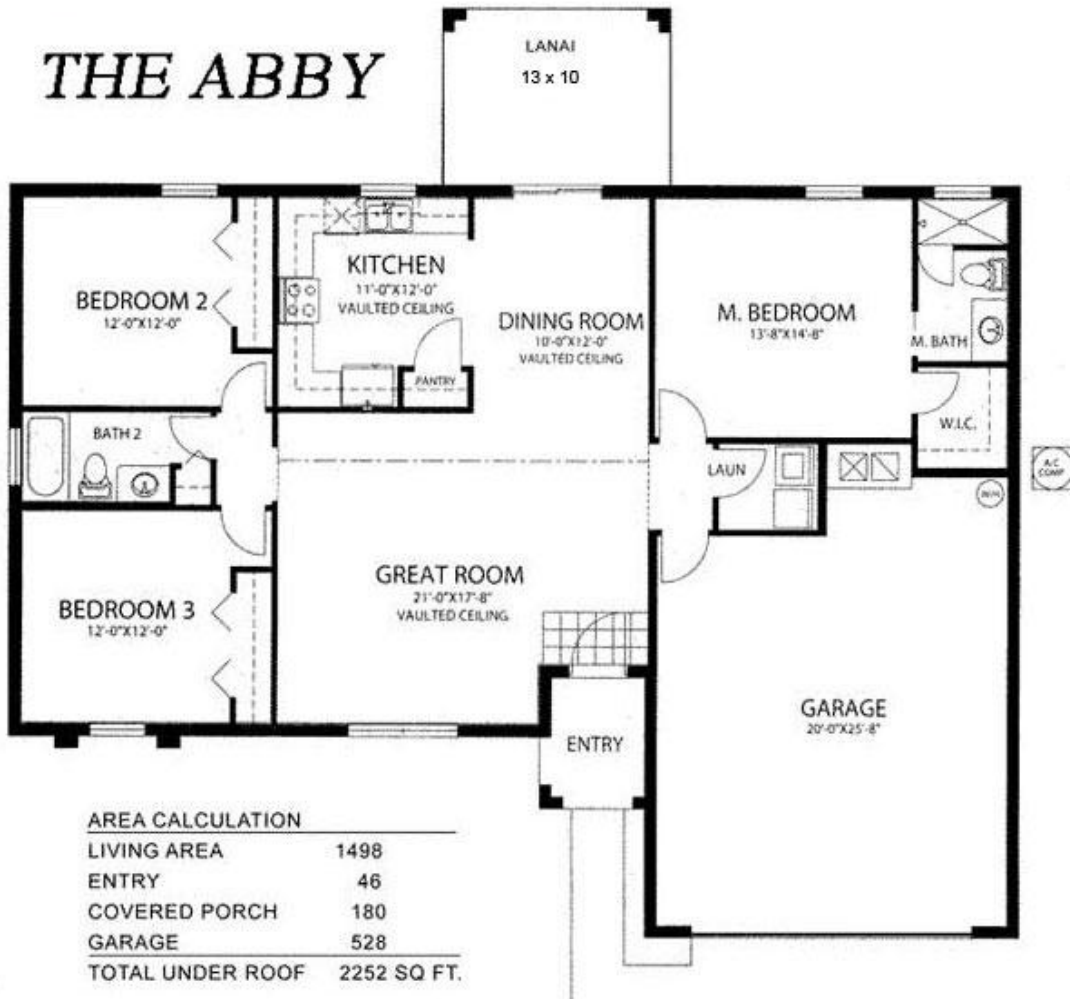 THE ABBY
LANAI
13 x 10
BEDROOM 2
12'-0"X12'-0"
KITCHEN
11'-0"X12'-0"
VAULTED CEILING
PANTRY
DINING ROOM
10'-0"X12'-0"
VAULTED CEILING
M. BEDROOM
13'-8"X14'-8"
M. BATH
W.I.C.
BATH 2
LAUN
A/C
COMP
BEDROOM 3
12'-0"X12'-0"
GREAT ROOM
21'-0"X17'-8"
VAULTED CEILING
ENTRY
GARAGE
20'-0"X25'-8"
AREA CALCULATION
LIVING AREA 1498
ENTRY 46
COVERED PORCH 180
GARAGE 528
TOTAL UNDER ROOF 2252 SQ FT.